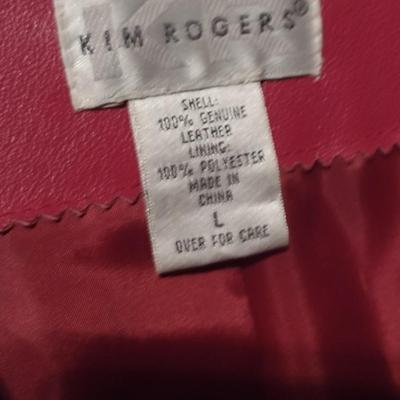 KIM ROGERS®
SHELL:
100% GENUINE
LEATHER
LINING:
100% POLYESTER
MADE IN
CHINA
L
OVER FOR CARE